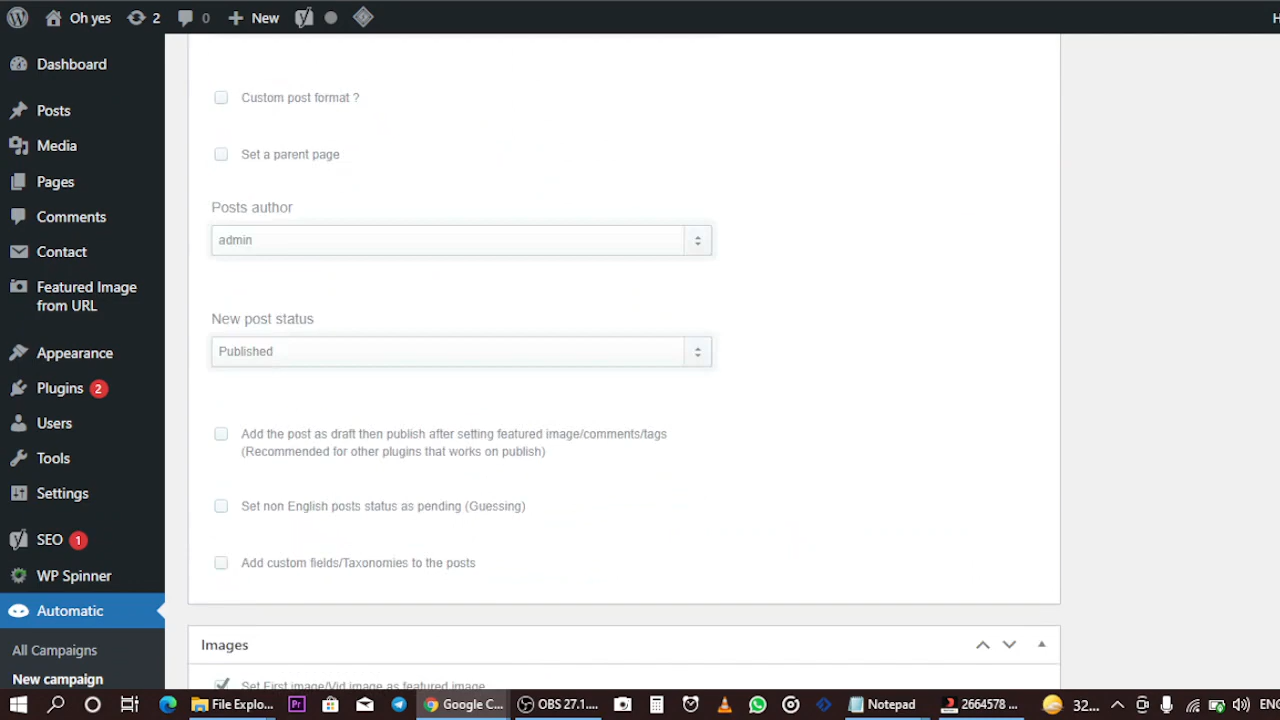 Oh yes
2
0
New
H
Dashboard
Posts
Media
Pages
Comments
Contact
Featured Image
from URL
Appearance
Plugins 2
Users
Tools
Settings
SEO 1
WP Spinner
Automatic
All Campaigns
New campaign
Custom post format ?
Set a parent page
Posts author
admin
New post status
Published
Add the post as draft then publish after setting featured image/comments/tags
(Recommended for other plugins that works on publish)
Set non English posts status as pending (Guessing)
Add custom fields/Taxonomies to the posts
Images
Set First image/Vid image as featured image
File Explo...
Pr
Google C...
OBS 27.1....
Notepad
2664578 ...
32...
ENG